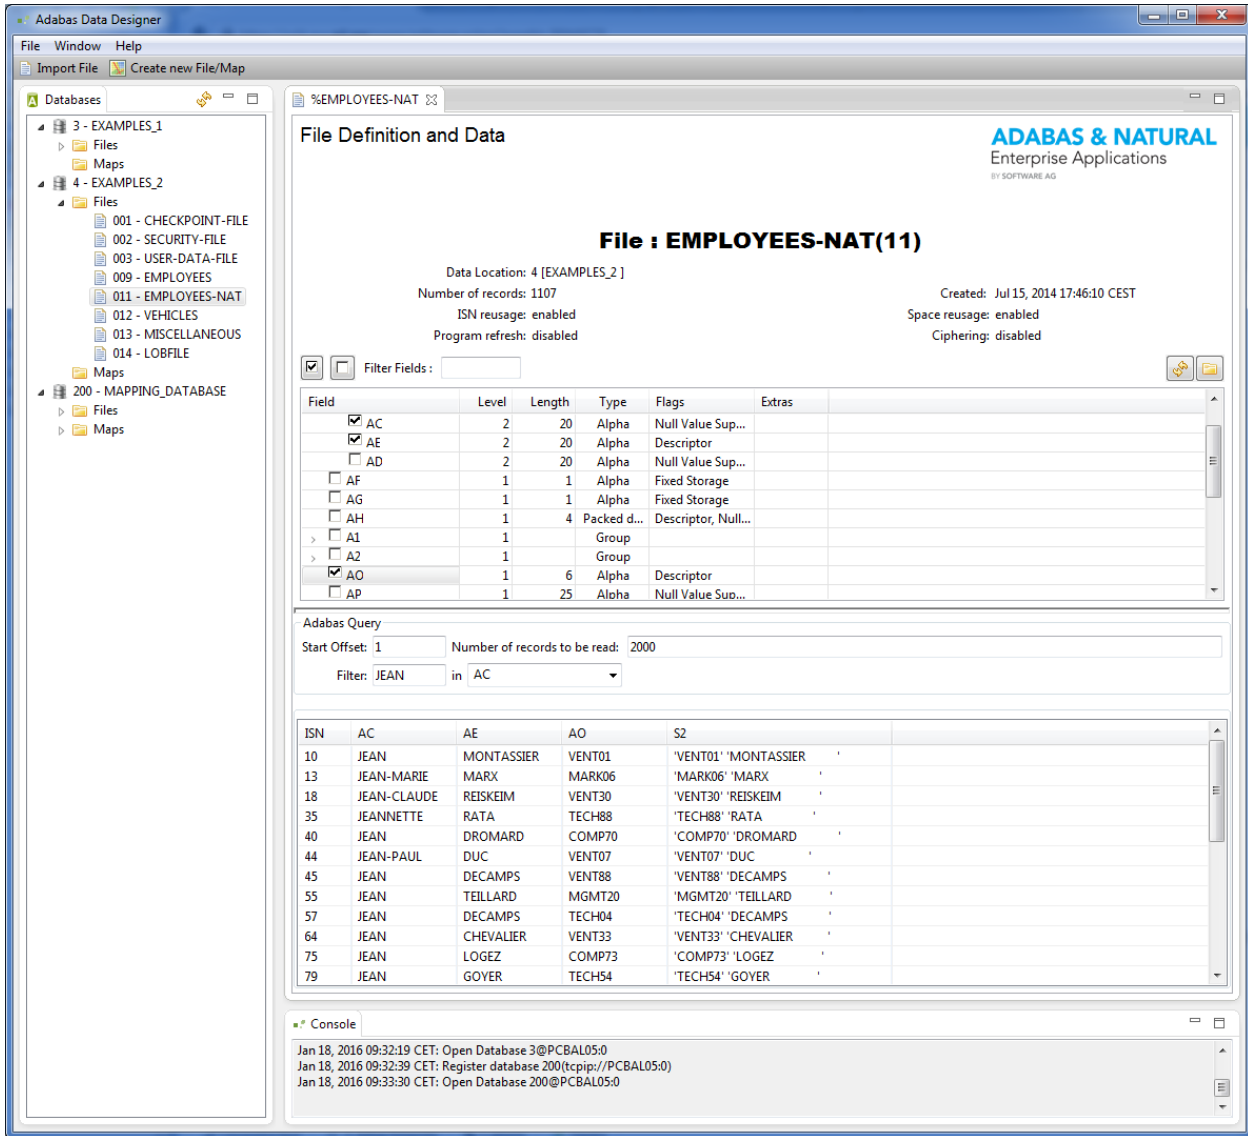 Adabas Data Designer
File Window Help
Import File Create new File/Map
Databases
3 - EXAMPLES_1
Files
Maps
4 - EXAMPLES_2
Files
001 - CHECKPOINT-FILE
002 - SECURITY-FILE
003 - USER-DATA-FILE
009 - EMPLOYEES
011 - EMPLOYEES-NAT
012 - VEHICLES
013 - MISCELLANEOUS
014 - LOBFILE
Maps
200 - MAPPING_DATABASE
Files
Maps
%EMPLOYEES-NAT
File Definition and Data
ADABAS & NATURAL
Enterprise Applications
BY SOFTWARE AG
File : EMPLOYEES-NAT(11)
Data Location: 4 [EXAMPLES_2 ]
Number of records: 1107 Created: Jul 15, 2014 17:46:10 CEST
ISN reusage: enabled Space reusage: enabled
Program refresh: disabled Ciphering: disabled
Filter Fields :
Field Level Length Type Flags Extras
AC 2 20 Alpha Null Value Sup...
AE 2 20 Alpha Descriptor
AD 2 20 Alpha Null Value Sup...
AF 1 1 Alpha Fixed Storage
AG 1 1 Alpha Fixed Storage
AH 1 4 Packed d... Descriptor, Null...
A1 1 Group
A2 1 Group
AO 1 6 Alpha Descriptor
AP 1 25 Alpha Null Value Sup...
Adabas Query
Start Offset: 1 Number of records to be read: 2000
Filter: JEAN in AC
ISN AC AE AO S2
10 JEAN MONTASSIER VENT01 'VENT01' 'MONTASSIER '
13 JEAN-MARIE MARX MARK06 'MARK06' 'MARX '
18 JEAN-CLAUDE REISKEIM VENT30 'VENT30' 'REISKEIM '
35 JEANNETTE RATA TECH88 'TECH88' 'RATA '
40 JEAN DROMARD COMP70 'COMP70' 'DROMARD '
44 JEAN-PAUL DUC VENT07 'VENT07' 'DUC '
45 JEAN DECAMPS VENT88 'VENT88' 'DECAMPS '
55 JEAN TEILLARD MGMT20 'MGMT20' 'TEILLARD '
57 JEAN DECAMPS TECH04 'TECH04' 'DECAMPS '
64 JEAN CHEVALIER VENT33 'VENT33' 'CHEVALIER '
75 JEAN LOGEZ COMP73 'COMP73' 'LOGEZ '
79 JEAN GOYER TECH54 'TECH54' 'GOYER '
Console
Jan 18, 2016 09:32:19 CET: Open Database 3@PCBAL05:0
Jan 18, 2016 09:32:39 CET: Register database 200(tcpip://PCBAL05:0)
Jan 18, 2016 09:33:30 CET: Open Database 200@PCBAL05:0